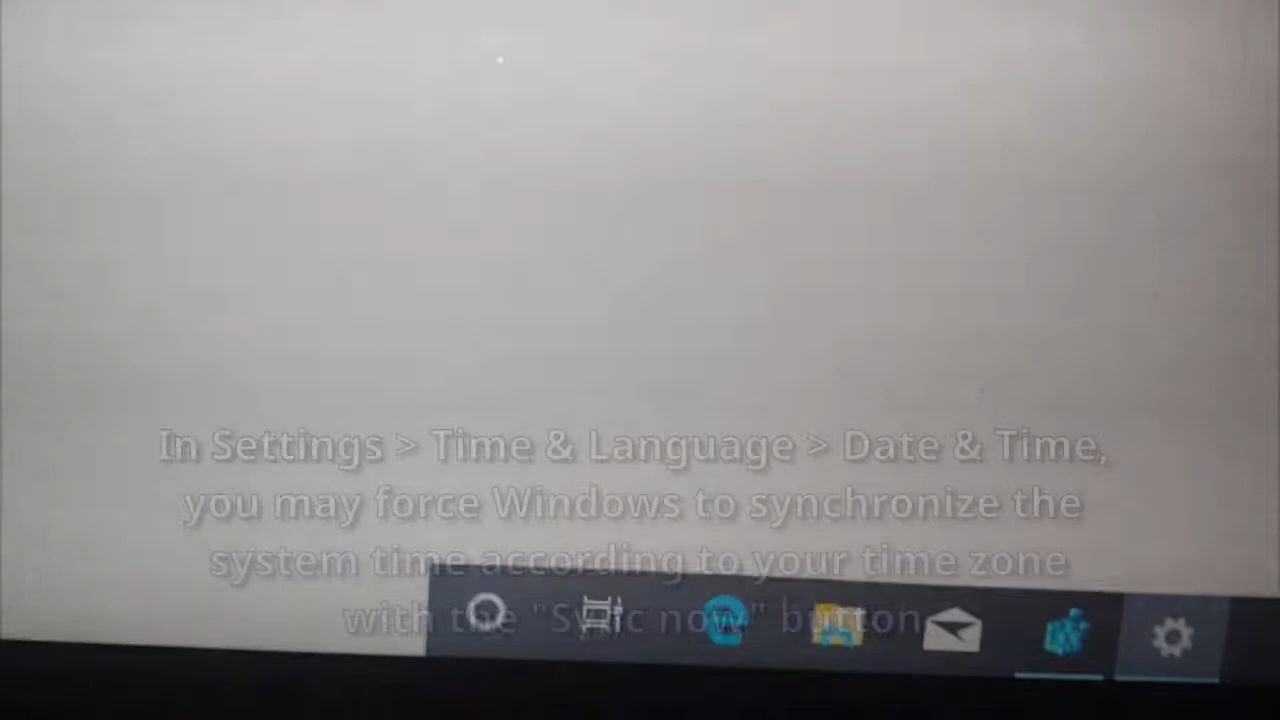 In Settings > Time & Language > Date & Time,
you may force Windows to synchronize the
system time according to your time zone
with the "Sync now" button